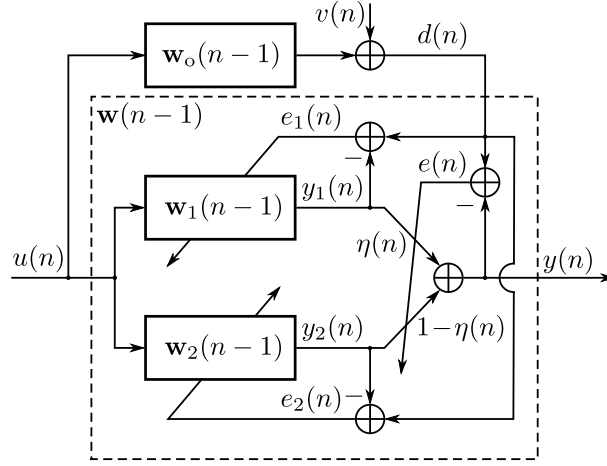 v(n)
w_o(n−1)
d(n)
w(n−1)
e_1(n)
−
e(n)
w_1(n−1)
y_1(n)
−
η(n)
u(n)
y(n)
w_2(n−1)
y_2(n)
1−η(n)
e_2(n)
−